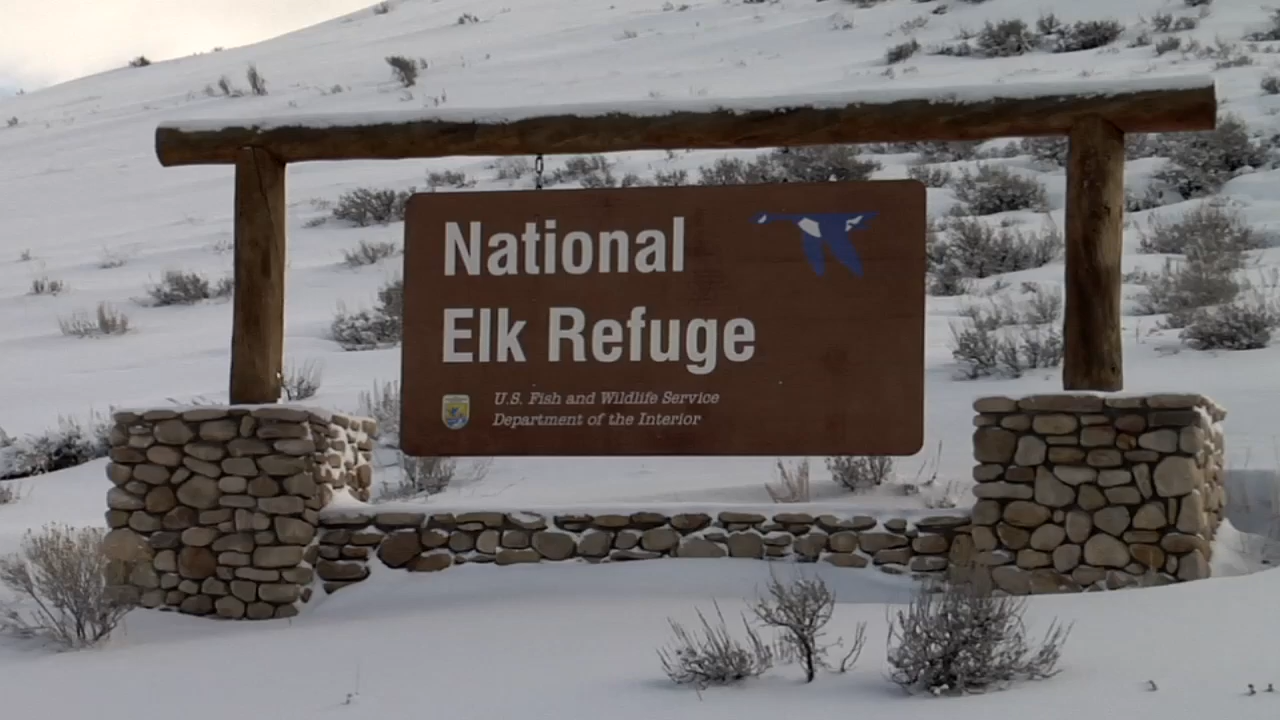 National
Elk Refuge
U.S. Fish and Wildlife Service
Department of the Interior